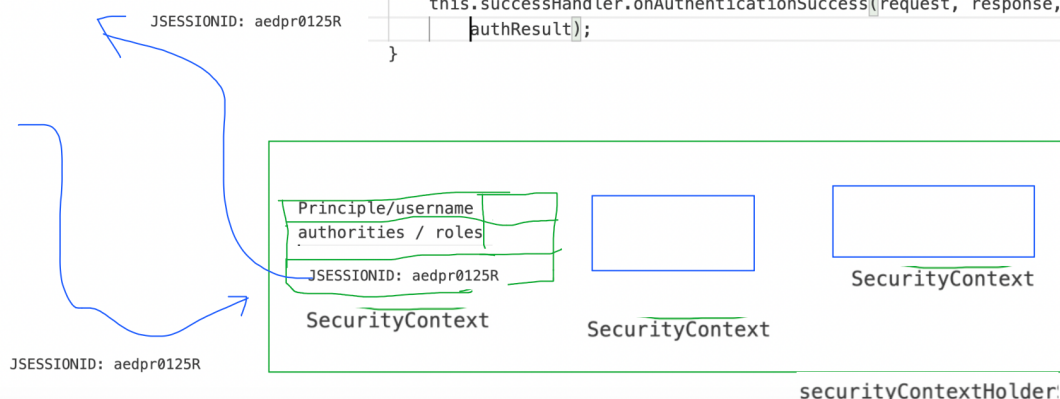 this.successHandler.onAuthenticationSuccess(request, response,
JSESSIONID: aedpr0125R
authResult);
}
Principle/username
authorities / roles
JSESSIONID: aedpr0125R
SecurityContext
SecurityContext
SecurityContext
JSESSIONID: aedpr0125R
securityContextHolder